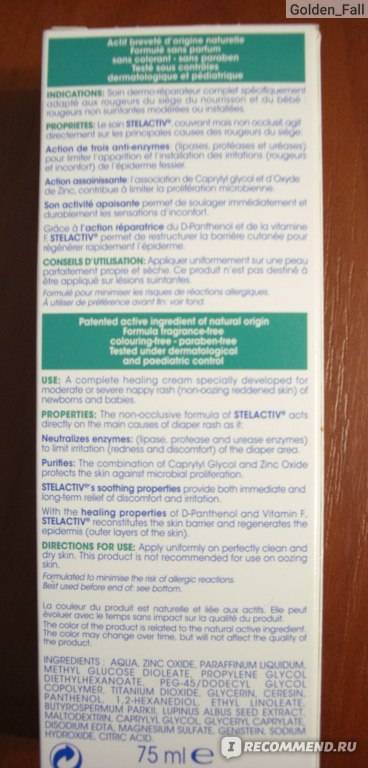 Golden_Fall
Actif breveté d'origine naturelle
Formulé sans parfum
sans colorant - sans paraben
Testé sous contrôles
dermatologique et pédiatrique
INDICATIONS: Soin dermo-réparateur complet spécifiquement
adapté aux rougeurs du siège du nourrisson et du bébé
rougeurs non suintantes modérées ou installées.
PROPRIETES: Le soin STELACTIV®, couvrant mais non occlusif, agit
directement sur les principales causes des rougeurs du siège.
Action de trois anti-enzymes (lipases, protéases et uréases)
pour limiter l'apparition et l'installation des irritations (rougeurs
et inconfort) de l'épiderme fessier.
Action assainissante: l'association de Caprylyl glycol et d'Oxyde
de Zinc, contribue à limiter la prolifération microbienne.
Son activité apaisante permet de soulager immédiatement et
durablement les sensations d'inconfort.
Grâce à l'action réparatrice du D-Panthenol et de la vitamine
F, STELACTIV® permet de restructurer la barrière cutanée pour
régénérer rapidement l'épiderme.
CONSEILS D'UTILISATION: Appliquer uniformément sur une peau
parfaitement propre et sèche. Ce produit n'est pas destiné à
être appliqué sur lésions suintantes.
Formulé pour minimiser les risques de réactions allergiques.
À utiliser de préférence avant fin: voir fond.
Patented active ingredient of natural origin
Formula fragrance-free
colouring-free - paraben-free
Tested under dermatological
and paediatric control
USE: A complete healing cream specially developed for
moderate or severe nappy rash (non-oozing reddened skin) of
newborns and babies.
PROPERTIES: The non-occlusive formula of STELACTIV® acts
directly on the main causes of diaper rash as it:
Neutralizes enzymes: (lipase, protease and urease enzymes)
to limit irritation (redness and discomfort) of the diaper area.
Purifies: The combination of Caprylyl Glycol and Zinc Oxide
protects the skin against microbial proliferation.
STELACTIV®'s soothing properties provide both immediate and
long-term relief of discomfort and irritation.
With the healing properties of D-Panthenol and Vitamin F,
STELACTIV® reconstitutes the skin barrier and regenerates the
epidermis (outer layers of the skin).
DIRECTIONS FOR USE: Apply uniformly on perfectly clean and
dry skin. This product is not recommended for use on oozing
skin.
Formulated to minimise the risk of allergic reactions.
Best used before end of: see bottom.
La couleur du produit est naturelle et liée aux actifs. Elle peut
évoluer avec le temps sans impact sur la qualité du produit.
The color of the product is related to the natural active ingredient.
The color may change over time, but will not affect the quality of
the product.
INGREDIENTS : AQUA, ZINC OXIDE, PARAFFINUM LIQUIDUM,
METHYL GLUCOSE DIOLEATE, PROPYLENE GLYCOL
DIETHYLHEXANOATE, PEG-45/DODECYL GLYCOL
COPOLYMER, TITANIUM DIOXIDE, GLYCERIN, CERESIN,
PANTHENOL, 1,2-HEXANEDIOL, ETHYL LINOLEATE,
BUTYROSPERMUM PARKII, LUPINUS ALBUS SEED EXTRACT,
MALTODEXTRIN, CAPRYLYL GLYCOL, GLYCERYL CAPRYLATE,
DISODIUM EDTA, MAGNESIUM SULFATE, GENISTEIN, SODIUM
HYDROXIDE, CITRIC ACID
75 ml e
IRECOMMEND.RU